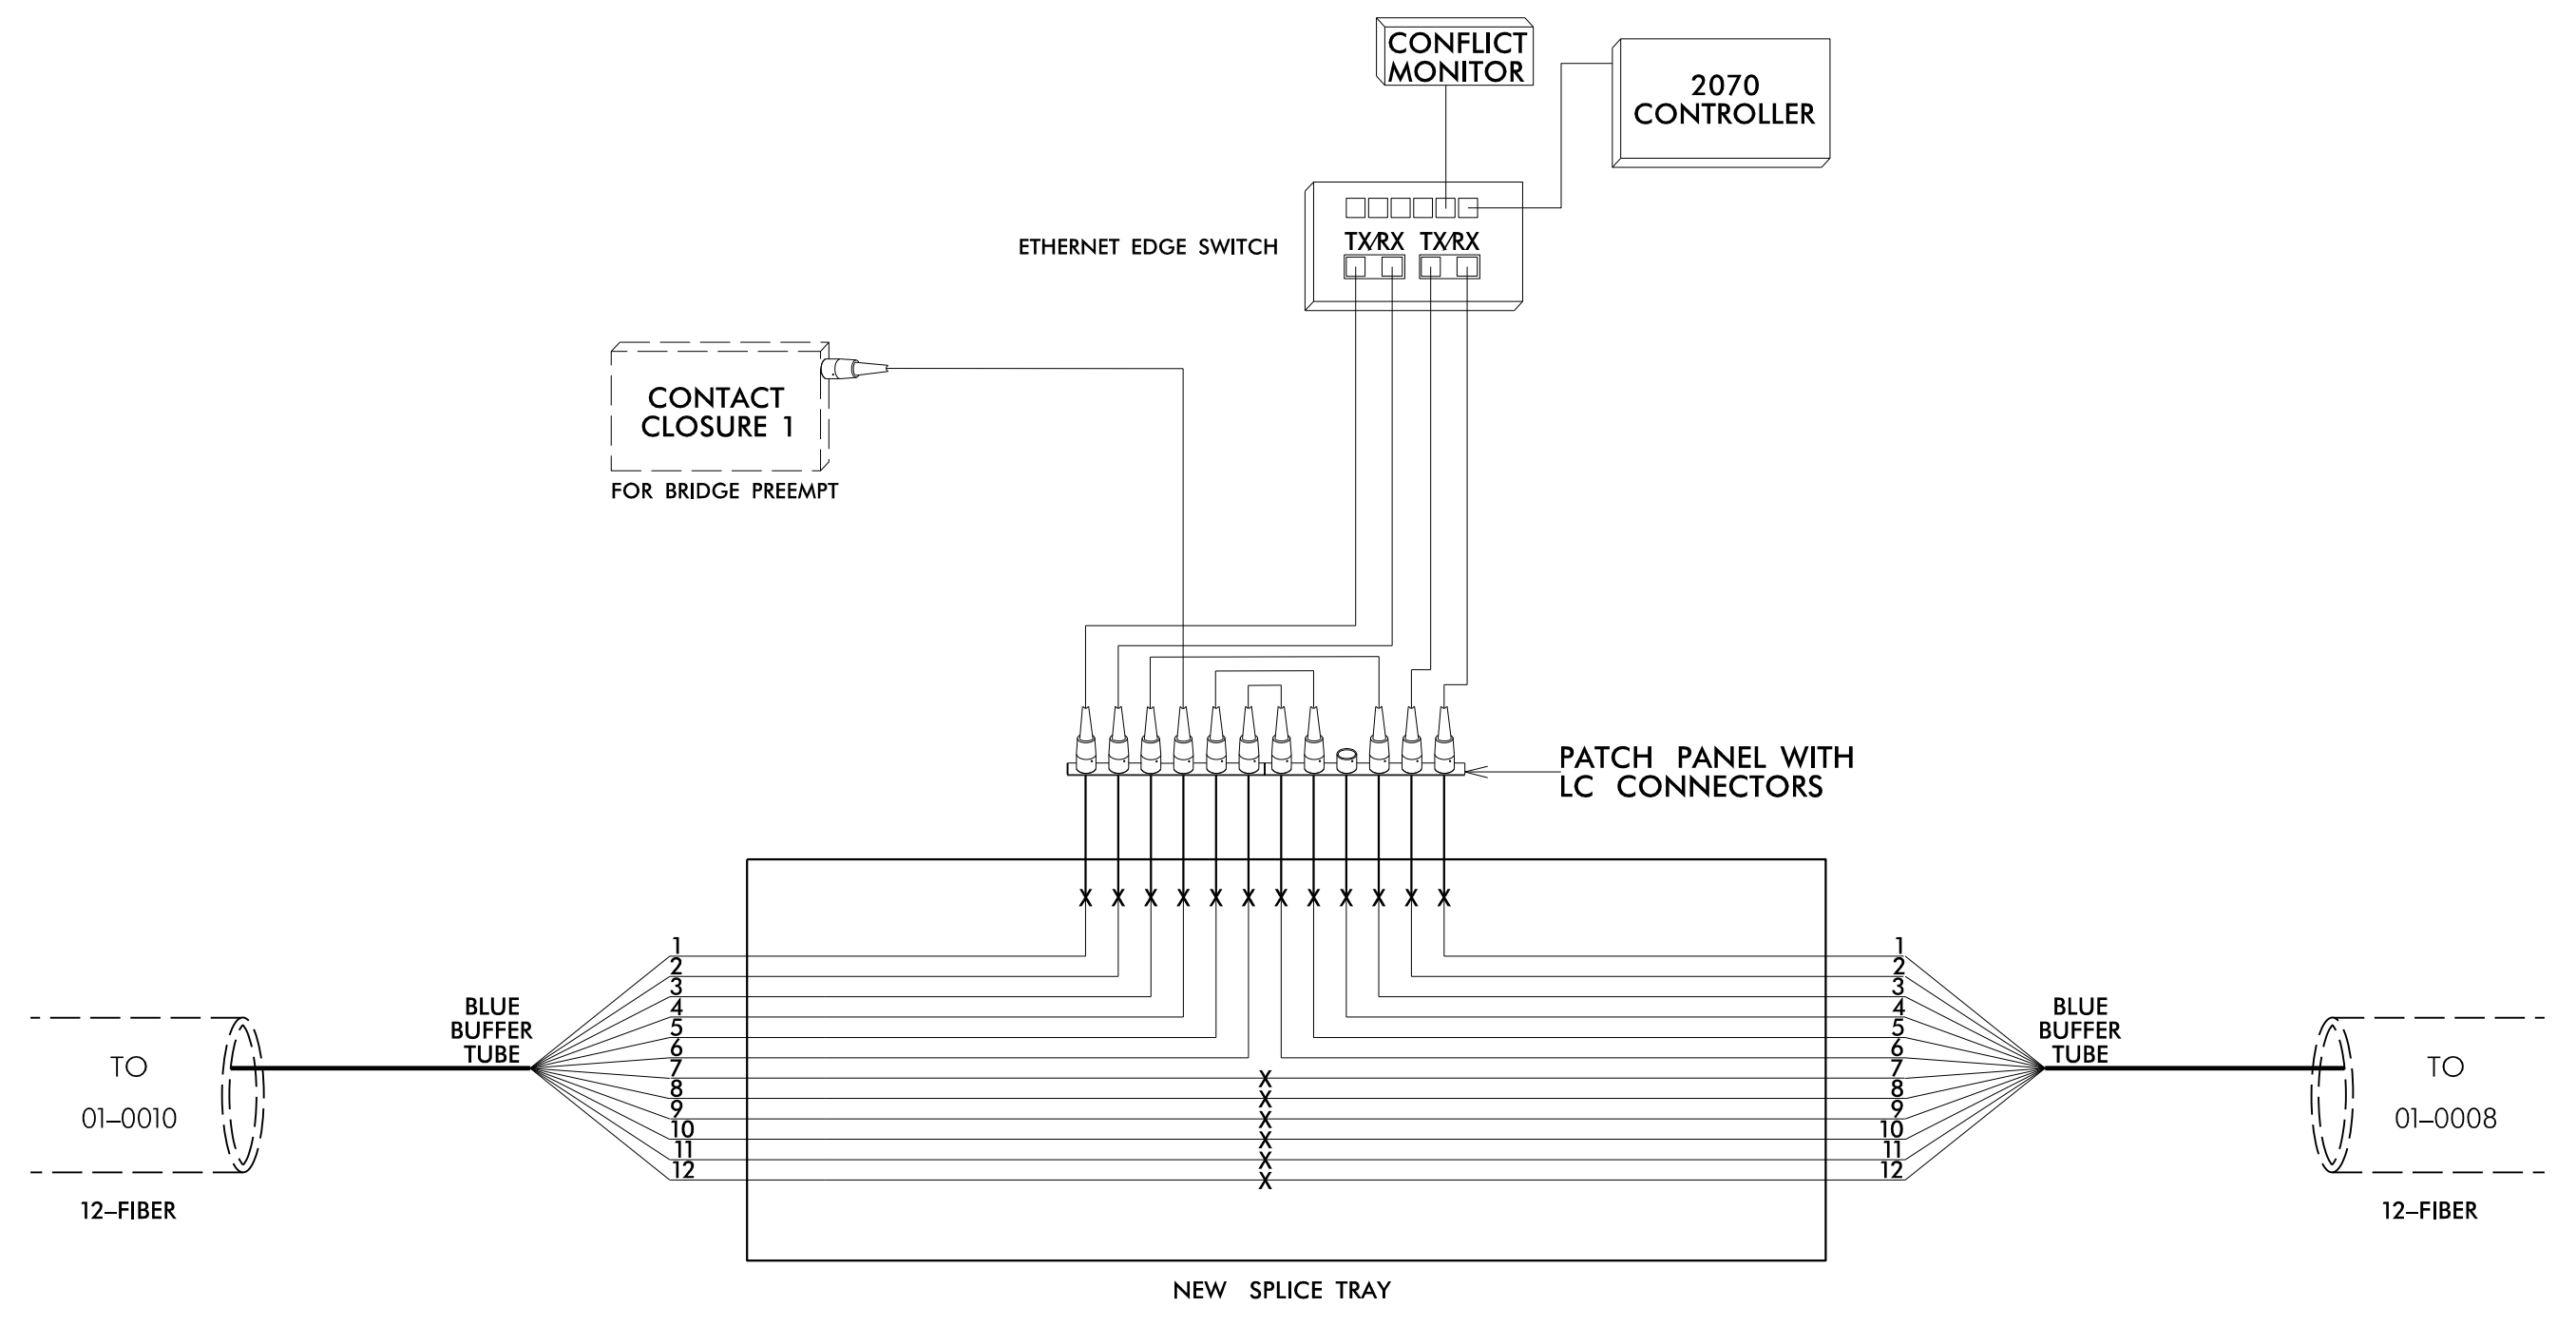 CONFLICT
MONITOR
2070
CONTROLLER
ETHERNET EDGE SWITCH
TX/RX TX/RX
CONTACT
CLOSURE 1
FOR BRIDGE PREEMPT
PATCH PANEL WITH
LC CONNECTORS
X X X X X X X X X X X X
BLUE
BUFFER
TUBE
TO
01-0010
12-FIBER
1
2
3
4
5
6
7
8
9
10
11
12
X
X
X
X
X
X
1
2
3
4
5
6
7
8
9
10
11
12
BLUE
BUFFER
TUBE
TO
01-0008
12-FIBER
NEW SPLICE TRAY